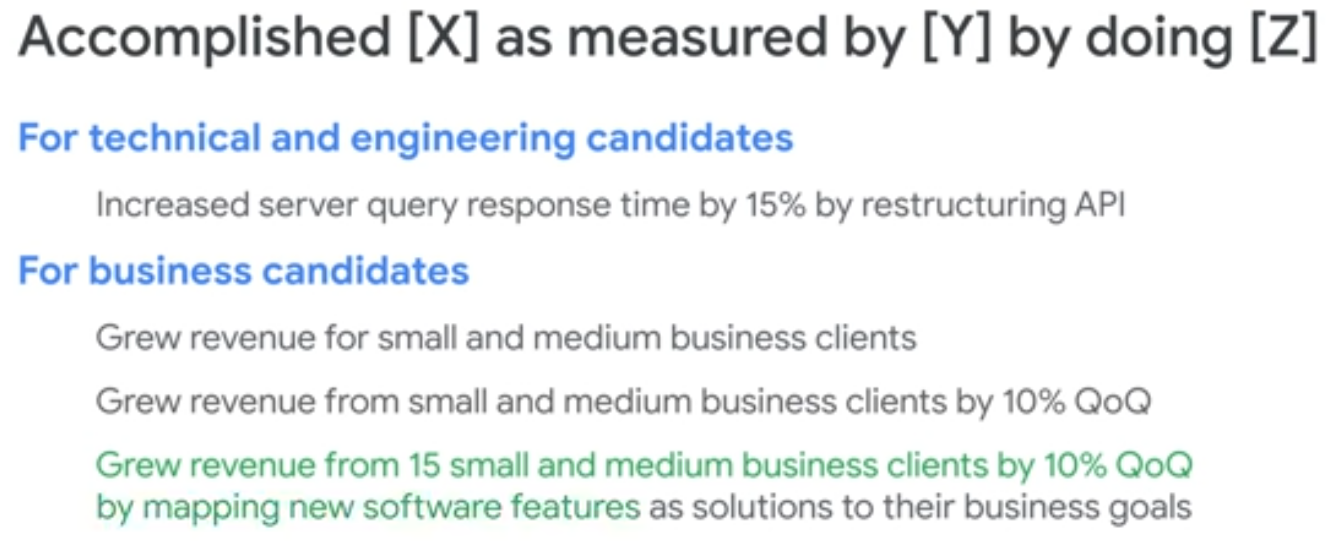 Accomplished [X] as measured by [Y] by doing [Z]
For technical and engineering candidates
Increased server query response time by 15% by restructuring API
For business candidates
Grew revenue for small and medium business clients
Grew revenue from small and medium business clients by 10% QoQ
Grew revenue from 15 small and medium business clients by 10% QoQ
by mapping new software features as solutions to their business goals